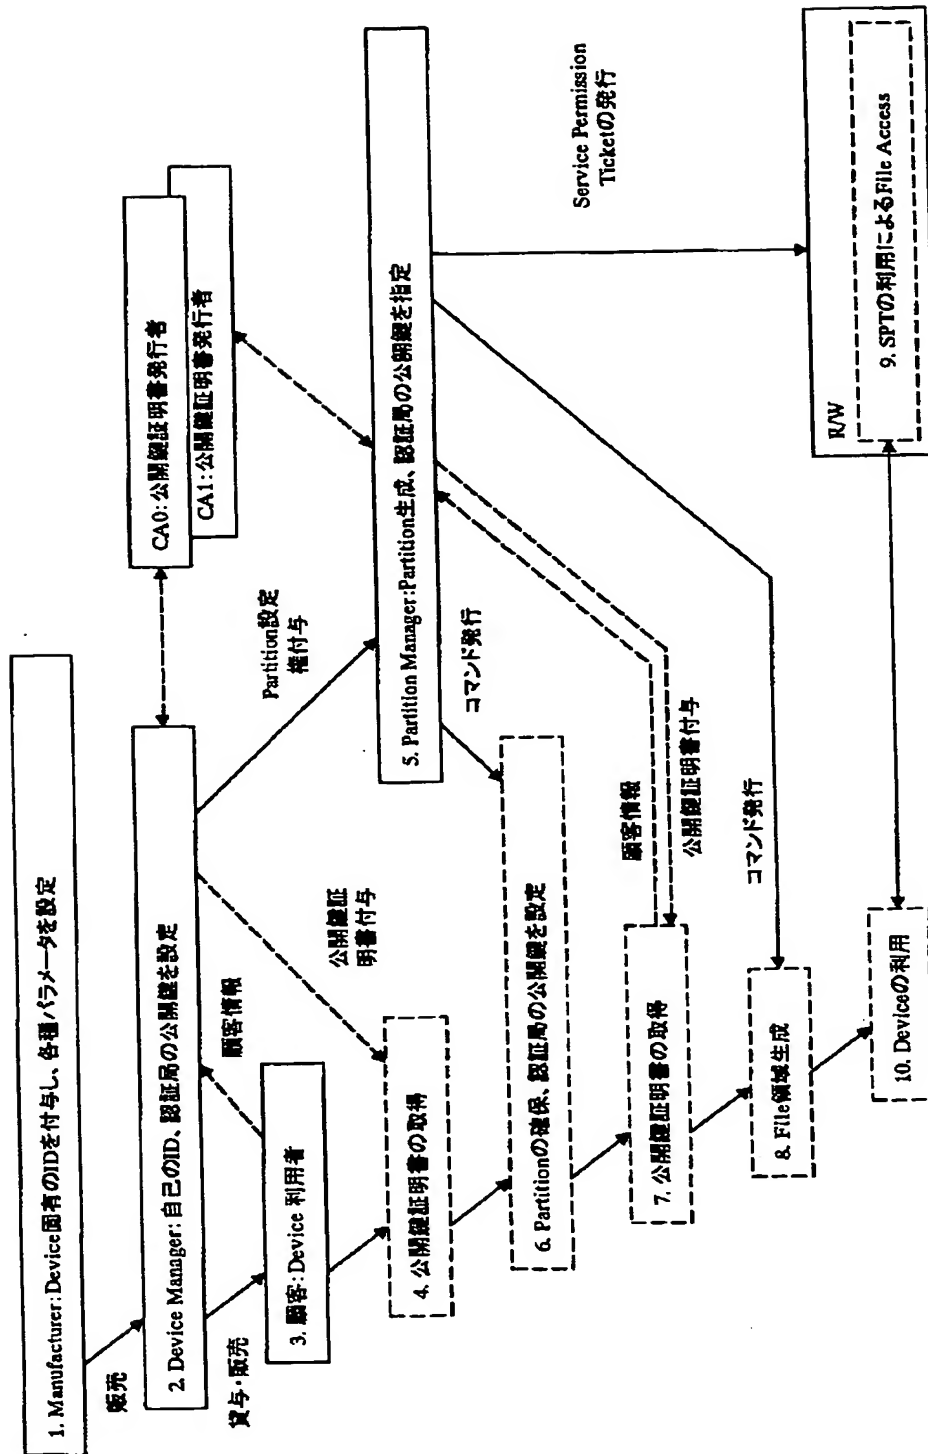 1. Manufacturer:Device固有のIDを付与し、各種パラメータを設定
販売
2. Device Manager:自己のID、認証局の公開鍵を設定
CA0:公開鍵証明書発行者
CA1:公開鍵証明書発行者
貸与・販売
顧客情報
3. 顧客:Device 利用者
Partition設定
権付与
公開鍵証
明書付与
4. 公開鍵証明書の取得
5. Partition Manager:Partition生成、認証局の公開鍵を指定
コマンド発行
6. Partitionの確保、認証局の公開鍵を設定
顧客情報
公開鍵証明書付与
7. 公開鍵証明書の取得
コマンド発行
8. File領域生成
Service Permission
Ticketの発行
R/W
9. SPTの利用によるFile Access
10. Deviceの利用